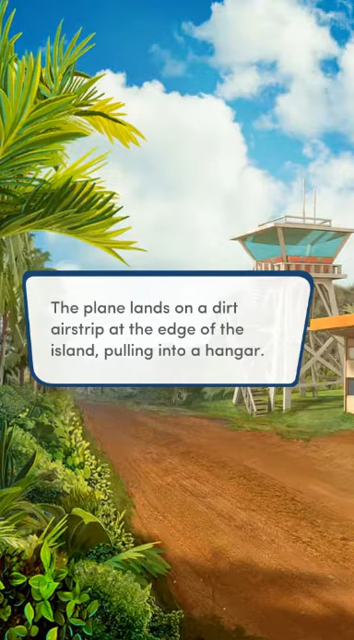 The plane lands on a dirt
airstrip at the edge of the
island, pulling into a hangar.